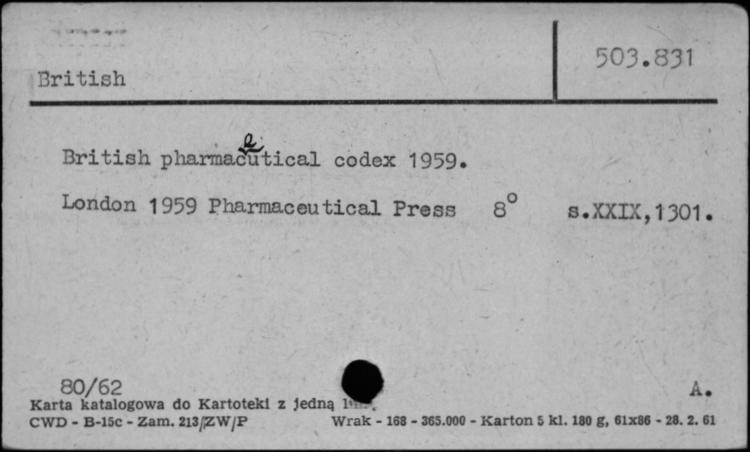 503.831
British
British pharmaceutical codex 1959.
London 1959 Pharmaceutical Press 8° s.XXIX,1301.
80/62 A.
Karta katalogowa do Kartoteki z jedną
CWD - B-15c - Zam. 213/ZW/P Wrak - 168 - 365.000 - Karton 5 kl. 180 g, 61x86 - 28. 2. 61